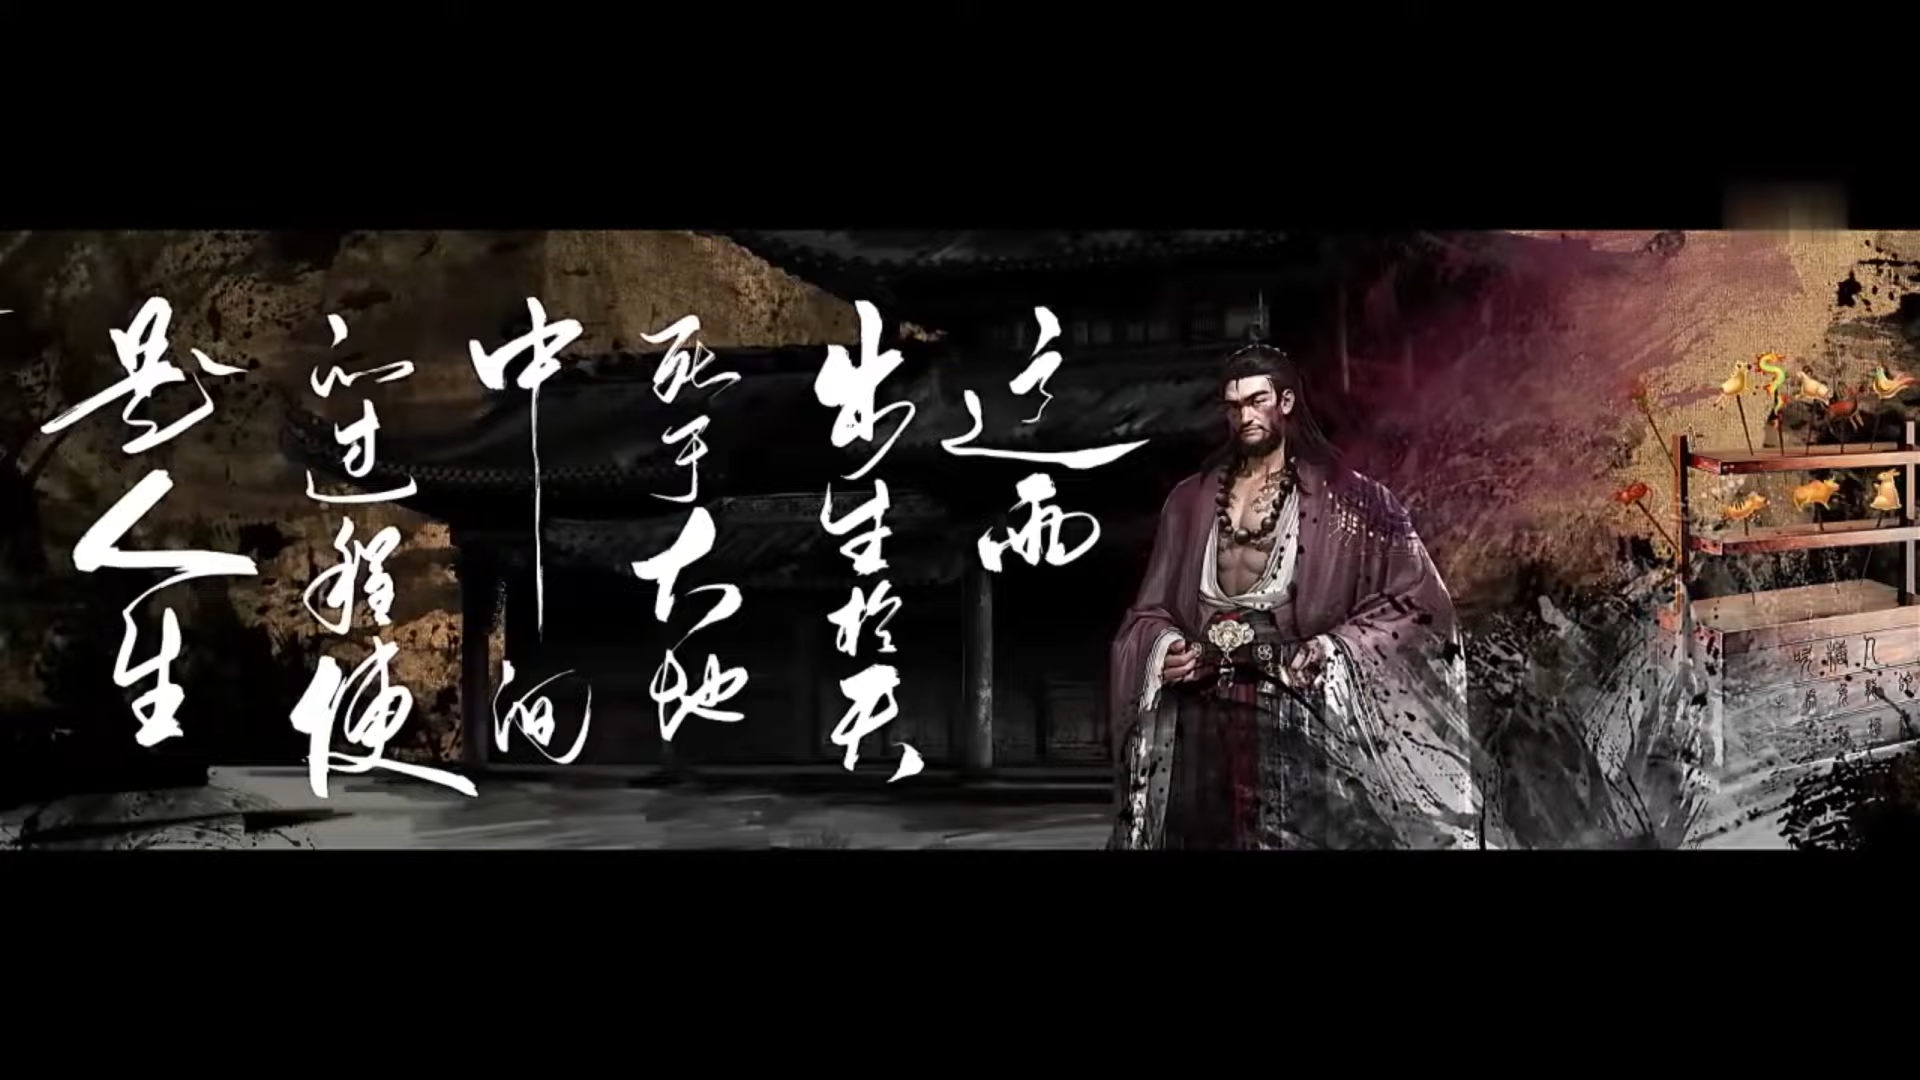 这雨
出生於天
死于大地
中间
的过程便
是人生